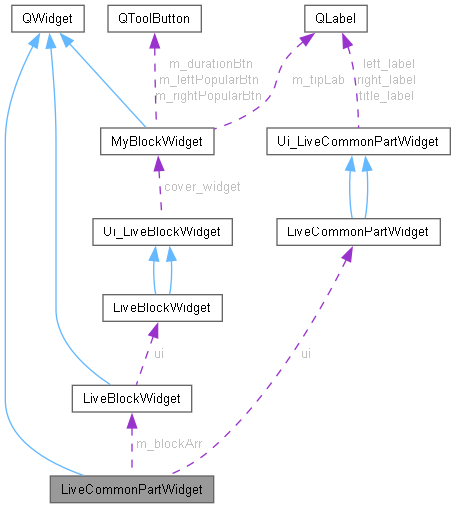 QWidget
QToolButton
QLabel
m_durationBtn
m_leftPopularBtn
m_rightPopularBtn
m_tipLab
left_label
right_label
title_label
MyBlockWidget
Ui_LiveCommonPartWidget
cover_widget
Ui_LiveBlockWidget
LiveCommonPartWidget
LiveBlockWidget
ui
ui
LiveBlockWidget
m_blockArr
LiveCommonPartWidget